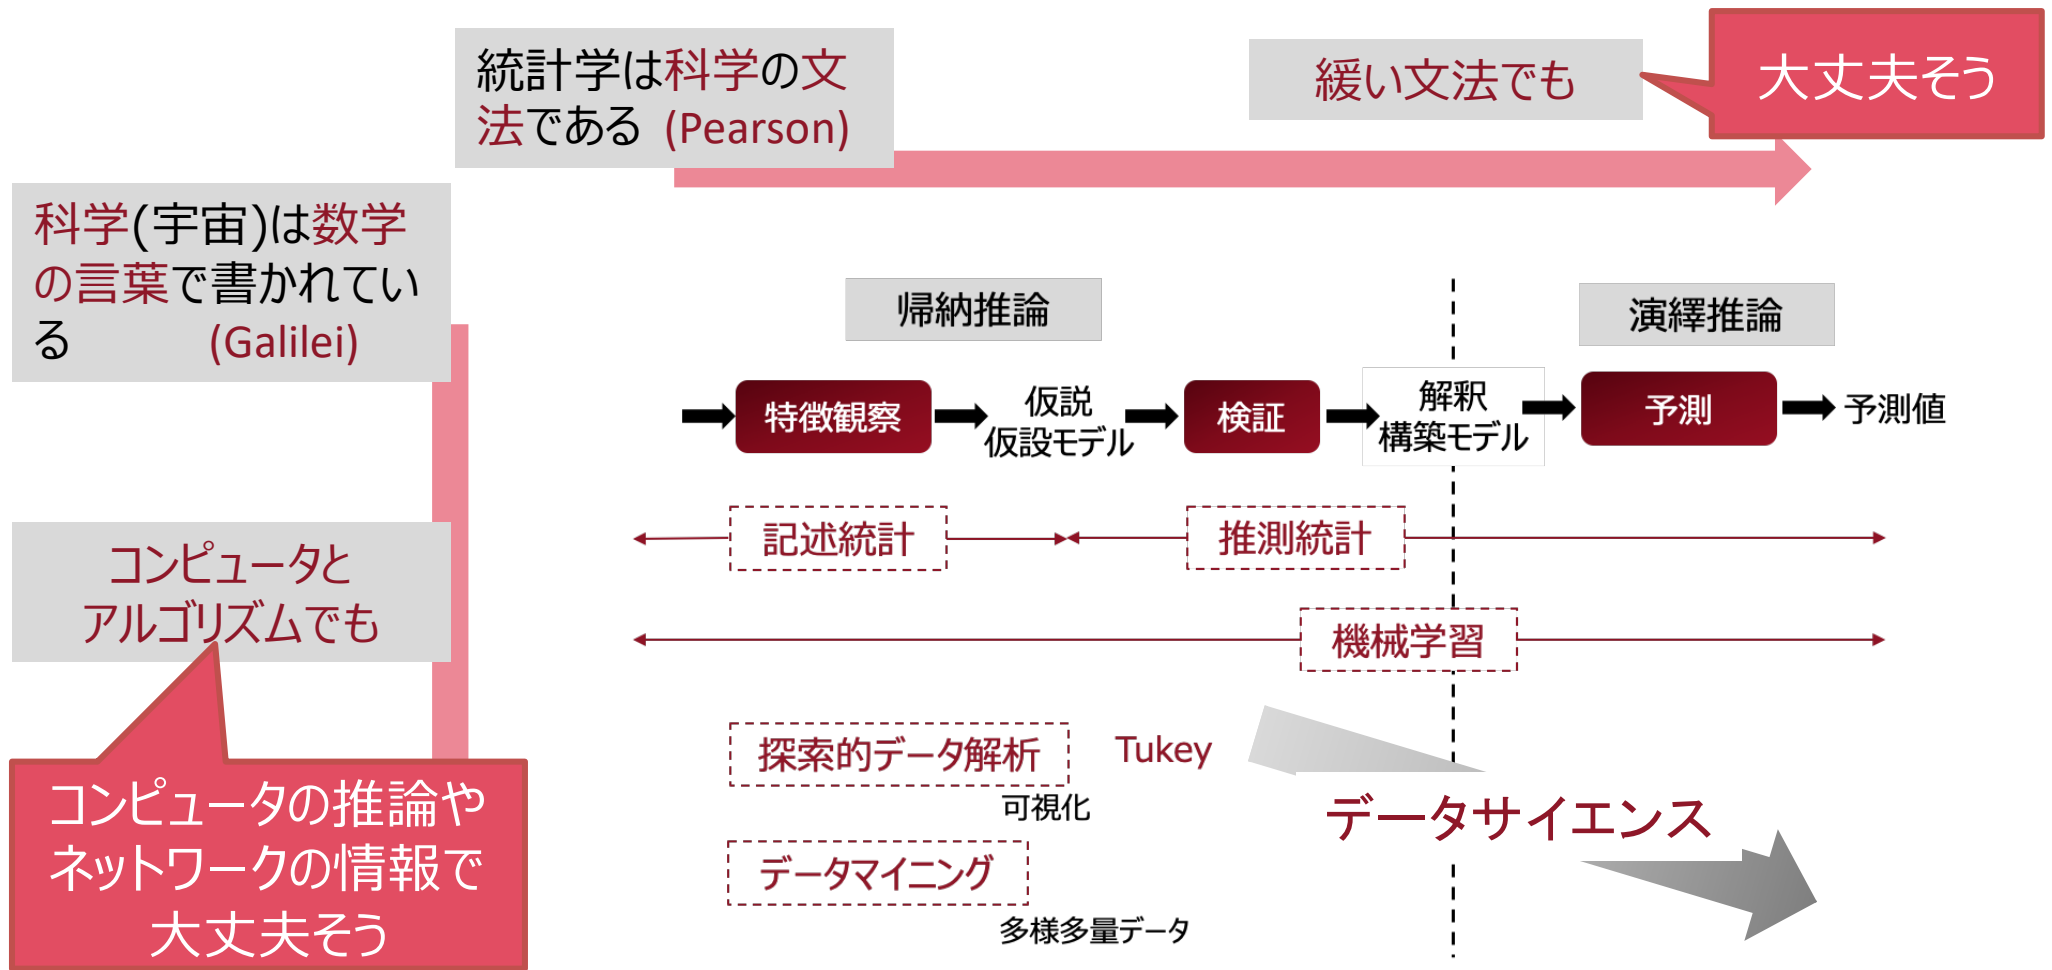 統計学は科学の文
法である (Pearson)
緩い文法でも
大丈夫そう
科学(宇宙)は数学
の言葉で書かれてい
る (Galilei)
帰納推論
演繹推論
特徴観察
仮説
仮設モデル
検証
解釈
構築モデル
予測
予測値
記述統計
推測統計
コンピュータと
アルゴリズムでも
機械学習
探索的データ解析
Tukey
可視化
データサイエンス
データマイニング
多様多量データ
コンピュータの推論や
ネットワークの情報で
大丈夫そう